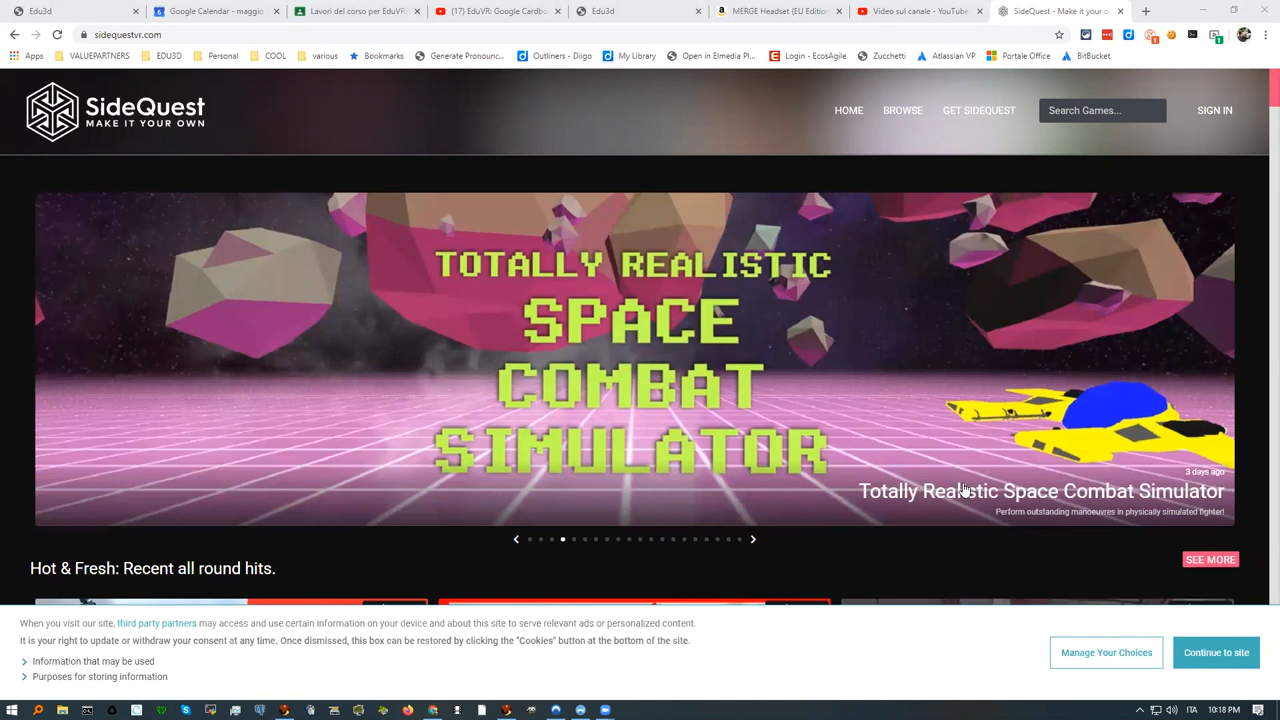 Edu3d
Google Calendar - maggio
Lavori del corso per EduVR
(17) EduVR: Google Cardb
Edu3d
MERGE Headset (EU Edition
Video sul canale - YouTube
SideQuest - Make it your o
sidequestvr.com
Apps
VALUEPARTNERS
EDU3D
Personal
COOL
various
Bookmarks
Generate Pronounc...
Outliners - Diigo
My Library
Open in Elmedia Pl...
Login - EcosAgile
Zucchetti
Atlassian VP
Portale Office
BitBucket
SideQuest
MAKE IT YOUR OWN
HOME
BROWSE
GET SIDEQUEST
Search Games...
SIGN IN
TOTALLY REALISTIC
SPACE
COMBAT
SIMULATOR
3 days ago
Totally Realistic Space Combat Simulator
Perform outstanding manoeuvres in physically simulated fighter!
Hot & Fresh: Recent all round hits.
SEE MORE
When you visit our site, third party partners may access and use certain information on your device and about this site to serve relevant ads or personalized content.
It is your right to update or withdraw your consent at any time. Once dismissed, this box can be restored by clicking the "Cookies" button at the bottom of the site.
Information that may be used
Purposes for storing information
Manage Your Choices
Continue to site
ITA
10:18 PM